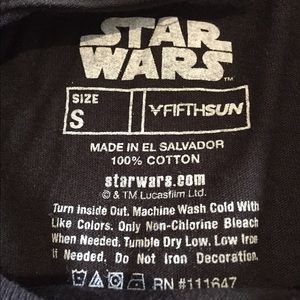 STAR
WARS
TM
SIZE
S
FIFTHSUN
MADE IN EL SALVADOR
100% COTTON
starwars.com
© & TM Lucasfilm Ltd.
Turn Inside Out. Machine Wash Cold With
Like Colors. Only Non-Chlorine Bleach
When Needed. Tumble Dry Low. Low Iron
if Needed. Do Not Iron Decoration.
RN #111647